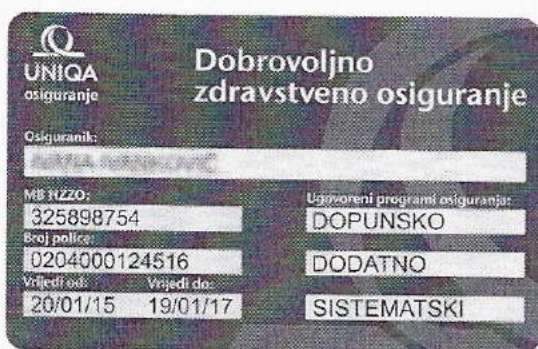 UNIQA
osiguranje
Dobrovoljno
zdravstveno osiguranje
Osiguranik:
MB HZZO:
325898754
Broj police:
0204000124516
Vrijedi od: Vrijedi do:
20/01/15 19/01/17
Ugovoreni programi osiguranja:
DOPUNSKO
DODATNO
SISTEMATSKI